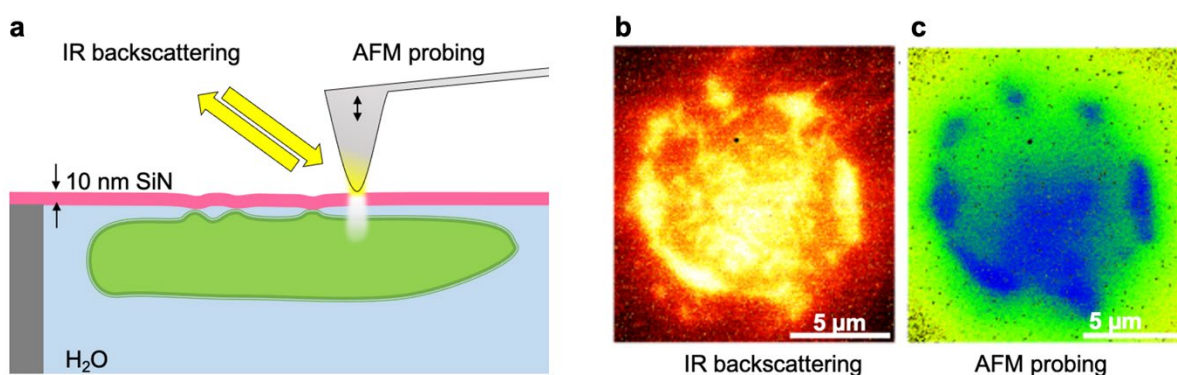 a
IR backscattering
AFM probing
10 nm SiN
H₂O
b
5 µm
IR backscattering
c
5 µm
AFM probing